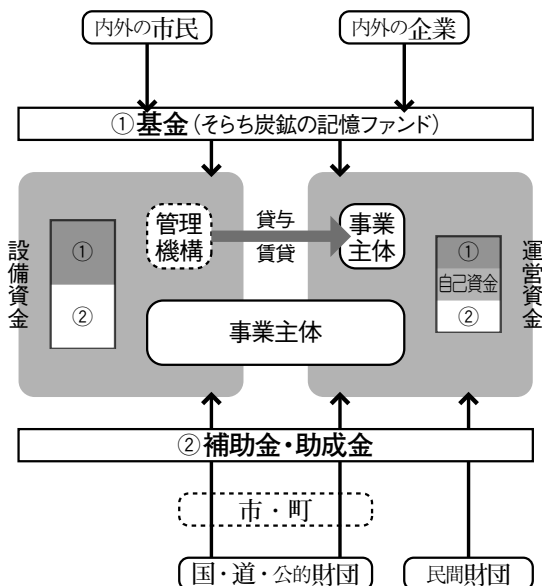 内外の市民
内外の企業
①基金(そらち炭鉱の記憶ファンド)
設備資金
①
②
管理
機構
貸与
賃貸
事業
主体
①
自己資金
②
運営資金
事業主体
②補助金・助成金
市・町
国・道・公的財団
民間財団